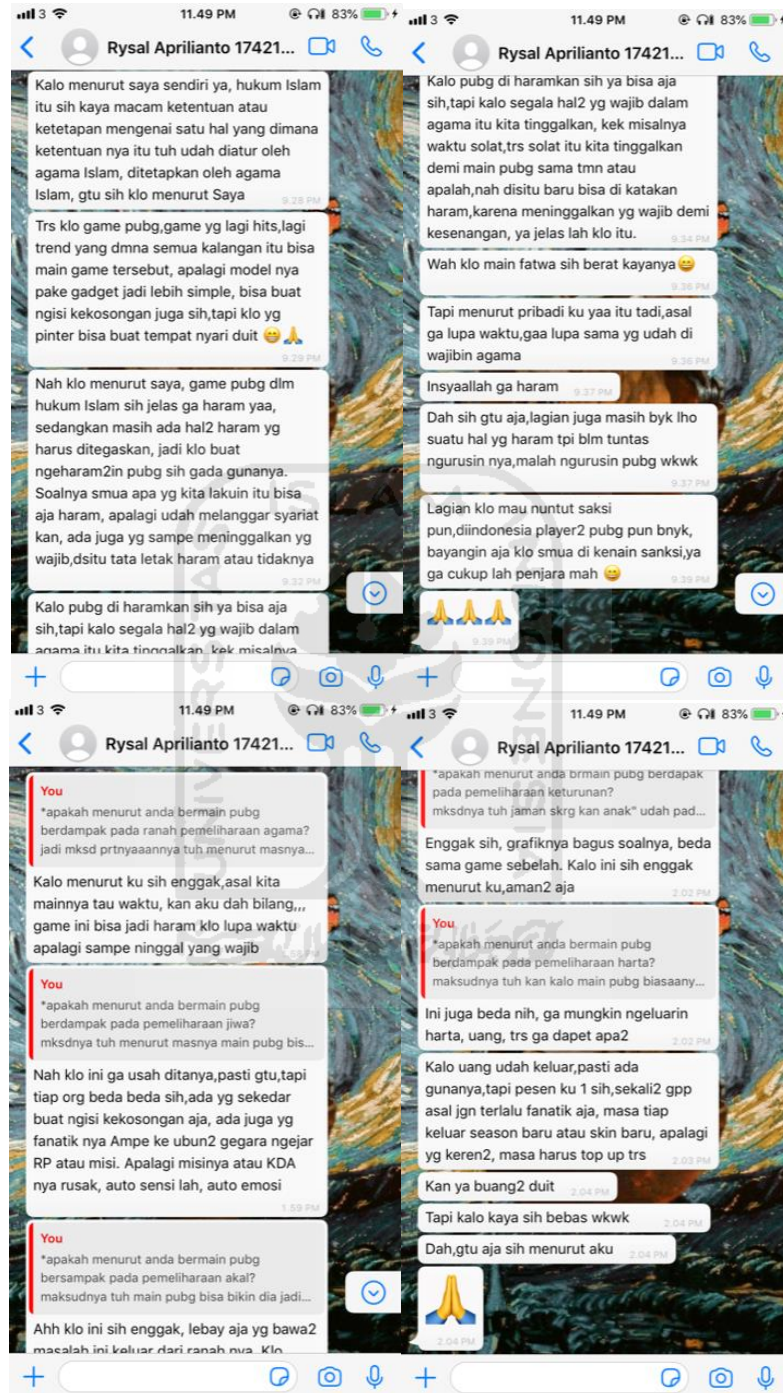 3 11.49 PM 83%
Rysal Aprilianto 17421...
Kalo menurut saya sendiri ya, hukum Islam
itu sih kaya macam ketentuan atau
ketetapan mengenai satu hal yang dimana
ketentuan nya itu tuh udah diatur oleh
agama Islam, ditetapkan oleh agama
Islam, gtu sih klo menurut Saya
9.28 PM
Trs klo game pubg,game yg lagi hits,lagi
trend yang dmna semua kalangan itu bisa
main game tersebut, apalagi model nya
pake gadget jadi lebih simple, bisa buat
ngisi kekosongan juga sih,tapi klo yg
pinter bisa buat tempat nyari duit 😁🙏
9.29 PM
Nah klo menurut saya, game pubg dlm
hukum Islam sih jelas ga haram yaa,
sedangkan masih ada hal2 haram yg
harus ditegaskan, jadi klo buat
ngeharam2in pubg sih gada gunanya.
Soalnya smua apa yg kita lakuin itu bisa
aja haram, apalagi udah melanggar syariat
kan, ada juga yg sampe meninggalkan yg
wajib,dsitu tata letak haram atau tidaknya
9.32 PM
Kalo pubg di haramkan sih ya bisa aja
sih,tapi kalo segala hal2 yg wajib dalam
agama itu kita tinggalkan, kek misalnya
3 11.49 PM 83%
Rysal Aprilianto 17421...
Kalo pubg di haramkan sih ya bisa aja
sih,tapi kalo segala hal2 yg wajib dalam
agama itu kita tinggalkan, kek misalnya
waktu solat,trs solat itu kita tinggalkan
demi main pubg sama tmn atau
apalah,nah disitu baru bisa di katakan
haram,karena meninggalkan yg wajib demi
kesenangan, ya jelas lah klo itu.
9.34 PM
Wah klo main fatwa sih berat kayanya😄
9.36 PM
Tapi menurut pribadi ku yaa itu tadi,asal
ga lupa waktu,gaa lupa sama yg udah di
wajibin agama
9.36 PM
Insyaallah ga haram 9.37 PM
Dah sih gtu aja,lagian juga masih byk lho
suatu hal yg haram tpi blm tuntas
ngurusin nya,malah ngurusin pubg wkwk
9.37 PM
Lagian klo mau nuntut saksi
pun,diindonesia player2 pubg pun bnyk,
bayangin aja klo smua di kenain sanksi,ya
ga cukup lah penjara mah 😄
9.39 PM
🙏🙏🙏
9.39 PM
3 11.49 PM 83%
Rysal Aprilianto 17421...
You
*apakah menurut anda bermain pubg
berdampak pada ranah pemeliharaan agama?
jadi mksd prtnyaaannya tuh menurut masnya...
Kalo menurut ku sih enggak,asal kita
mainnya tau waktu, kan aku dah bilang,,,
game ini bisa jadi haram klo lupa waktu
apalagi sampe ninggal yang wajib
You
*apakah menurut anda bermain pubg
berdampak pada pemeliharaan jiwa?
mksdnya tuh menurut masnya main pubg bis...
Nah klo ini ga usah ditanya,pasti gtu,tapi
tiap org beda beda sih,ada yg sekedar
buat ngisi kekosongan aja, ada juga yg
fanatik nya Ampe ke ubun2 gegara ngejar
RP atau misi. Apalagi misinya atau KDA
nya rusak, auto sensi lah, auto emosi
1.59 PM
You
*apakah menurut anda bermain pubg
bersampak pada pemeliharaan akal?
maksudnya tuh main pubg bisa bikin dia jadi...
Ahh klo ini sih enggak, lebay aja yg bawa2
masalah ini keluar dari ranah nya. Klo
3 11.49 PM 83%
Rysal Aprilianto 17421...
*apakah menurut anda brmain pubg berdapak
pada pemeliharaan keturunan?
mksdnya tuh jaman skrg kan anak" udah pad...
Enggak sih, grafiknya bagus soalnya, beda
sama game sebelah. Kalo ini sih enggak
menurut ku,aman2 aja
2.02 PM
You
*apakah menurut anda bermain pubg
berdampak pada pemeliharaan harta?
maksudnya tuh kan kalo main pubg biasaany...
Ini juga beda nih, ga mungkin ngeluarin
harta, uang, trs ga dapet apa2
2.02 PM
Kalo uang udah keluar,pasti ada
gunanya,tapi pesen ku 1 sih,sekali2 gpp
asal jgn terlalu fanatik aja, masa tiap
keluar season baru atau skin baru, apalagi
yg keren2, masa harus top up trs
2.03 PM
Kan ya buang2 duit 2.04 PM
Tapi kalo kaya sih bebas wkwk 2.04 PM
Dah,gtu aja sih menurut aku 2.04 PM
🙏
2.04 PM
UNIVERSITAS
ISLAM
INDONESIA